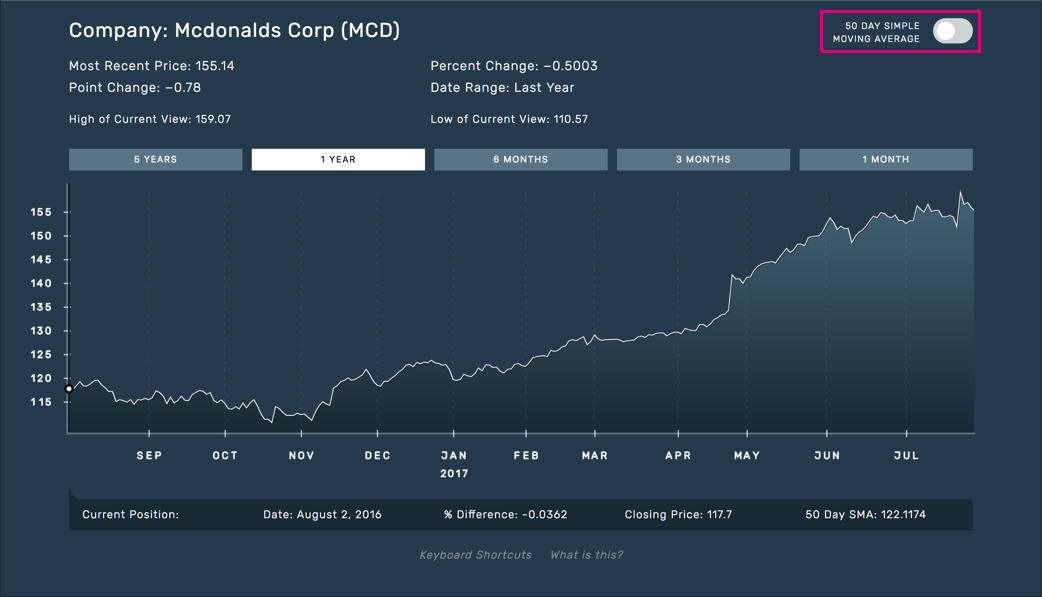 Company: Mcdonalds Corp (MCD)
50 DAY SIMPLE
MOVING AVERAGE
Most Recent Price: 155.14
Percent Change: −0.5003
Point Change: −0.78
Date Range: Last Year
High of Current View: 159.07
Low of Current View: 110.57
5 YEARS
1 YEAR
6 MONTHS
3 MONTHS
1 MONTH
155
150
145
140
135
130
125
120
115
SEP
OCT
NOV
DEC
JAN
2017
FEB
MAR
APR
MAY
JUN
JUL
Current Position:
Date: August 2, 2016
% Difference: -0.0362
Closing Price: 117.7
50 Day SMA: 122.1174
Keyboard Shortcuts
What is this?